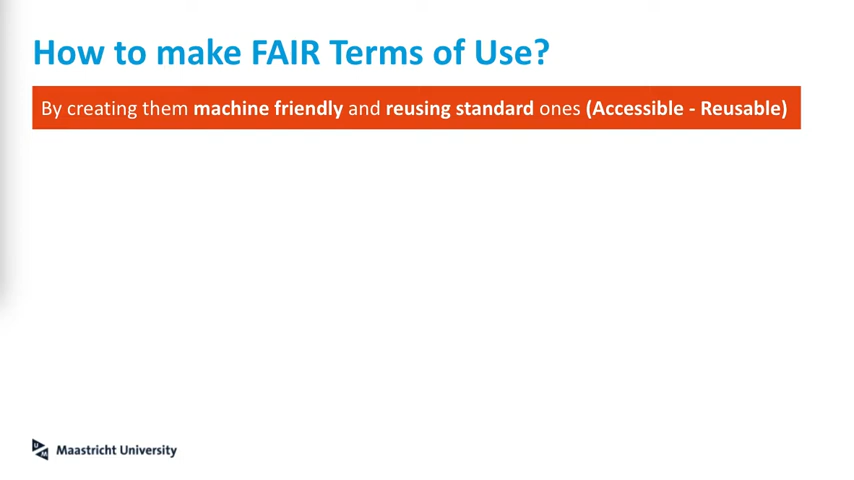 How to make FAIR Terms of Use?
By creating them machine friendly and reusing standard ones (Accessible - Reusable)
U
M
Maastricht University